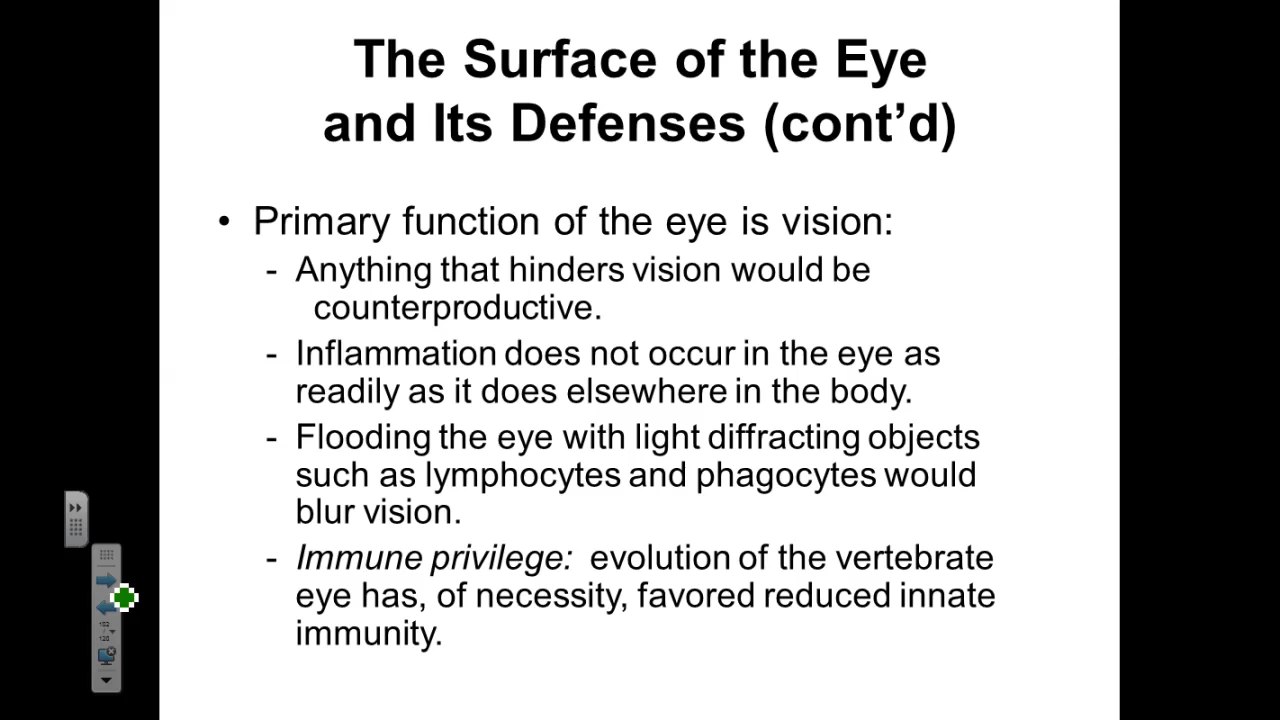 The Surface of the Eye
and Its Defenses (cont’d)
• Primary function of the eye is vision:
- Anything that hinders vision would be
counterproductive.
- Inflammation does not occur in the eye as
readily as it does elsewhere in the body.
- Flooding the eye with light diffracting objects
such as lymphocytes and phagocytes would
blur vision.
- Immune privilege: evolution of the vertebrate
eye has, of necessity, favored reduced innate
immunity.